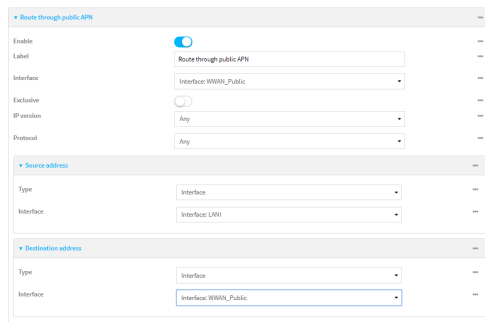 Route through public APN
Enable
Label Route through public APN
Interface Interface: WWAN_Public
Exclusive
IP version Any
Protocol Any
Source address
Type Interface
Interface Interface: LAN1
Destination address
Type Interface
Interface Interface: WWAN_Public